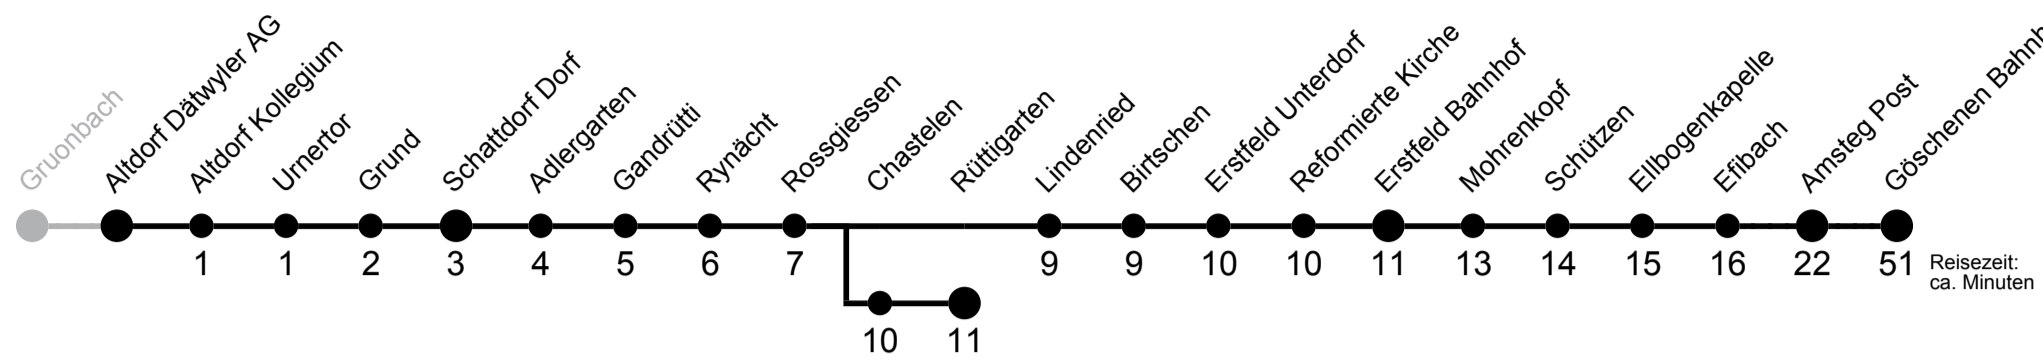 Gruonbach
Altdorf Dätwyler AG
Altdorf Kollegium
Urnertor
Grund
Schattdorf Dorf
Adlergarten
Gandrütti
Rynächt
Rossgiessen
Chastelen
Rüttigarten
Lindenried
Birtschen
Erstfeld Unterdorf
Reformierte Kirche
Erstfeld Bahnhof
Mohrenkopf
Schützen
Ellbogenkapelle
Efibach
Amsteg Post
Göschenen Bahnh
1 1 2 3 4 5 6 7 9 9 10 10 11 13 14 15 16 22 51
Reisezeit:
ca. Minuten
10 11